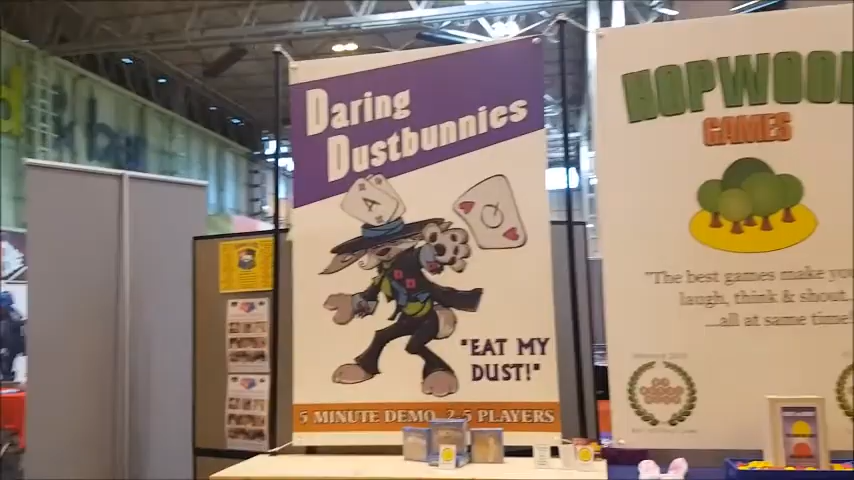 Daring
Dustbunnies
A
"EAT MY
DUST!"
5 MINUTE DEMO 2-5 PLAYERS
HOPWOOD
GAMES
"The best games make yo
laugh, think & shout..
...all at same time!